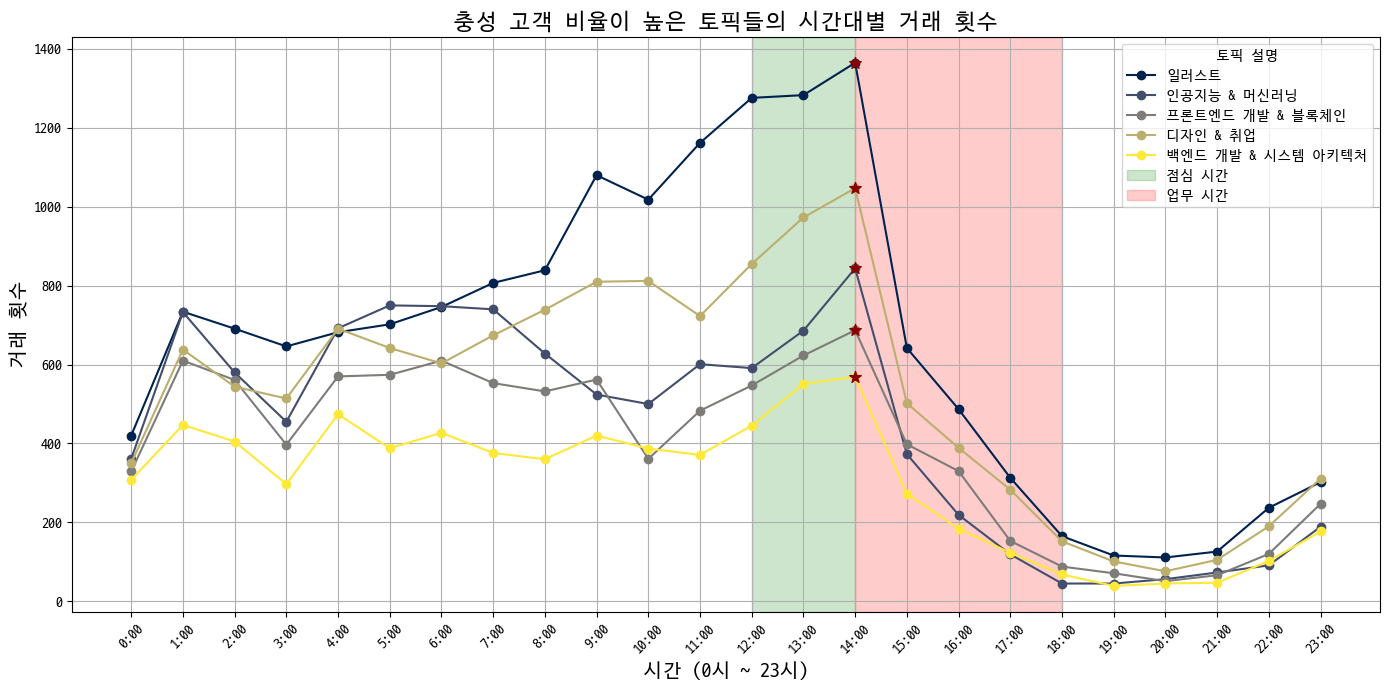 충성 고객 비율이 높은 토픽들의 시간대별 거래 횟수
토픽 설명
일러스트
인공지능 & 머신러닝
프론트엔드 개발 & 블록체인
디자인 & 취업
백엔드 개발 & 시스템 아키텍처
점심 시간
업무 시간
거래 횟수
1400
1200
1000
800
600
400
200
0
0:00 1:00 2:00 3:00 4:00 5:00 6:00 7:00 8:00 9:00 10:00 11:00 12:00 13:00 14:00 15:00 16:00 17:00 18:00 19:00 20:00 21:00 22:00 23:00
시간 (0시 ~ 23시)